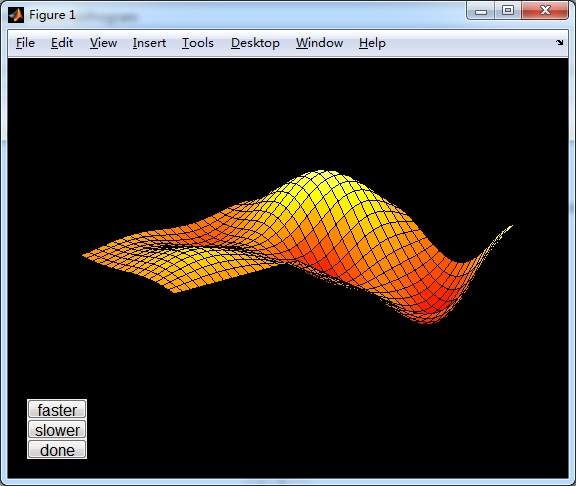 Figure 1
File Edit View Insert Tools Desktop Window Help
faster
slower
done